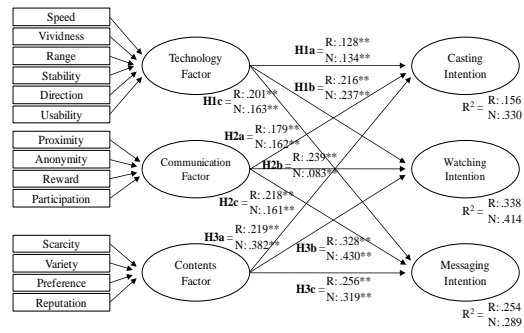 Speed
Vividness
Range
Stability
Direction
Usability
Proximity
Anonymity
Reward
Participation
Scarcity
Variety
Preference
Reputation
Technology
Factor
Communication
Factor
Contents
Factor
H1a = R: .128**
N: .134**
H1b = R: .216**
N: .237**
H1c = R: .201**
N: .163**
H2a = R: .179**
N: .162**
H2b = R: .239**
N: .083**
H2c = R: .218**
N: .161**
H3a = R: .219**
N: .382**
H3b = R: .328**
N: .430**
H3c = R: .256**
N: .319**
Casting
Intention
R² = R: .156
N: .330
Watching
Intention
R² = R: .338
N: .414
Messaging
Intention
R² = R: .254
N: .289